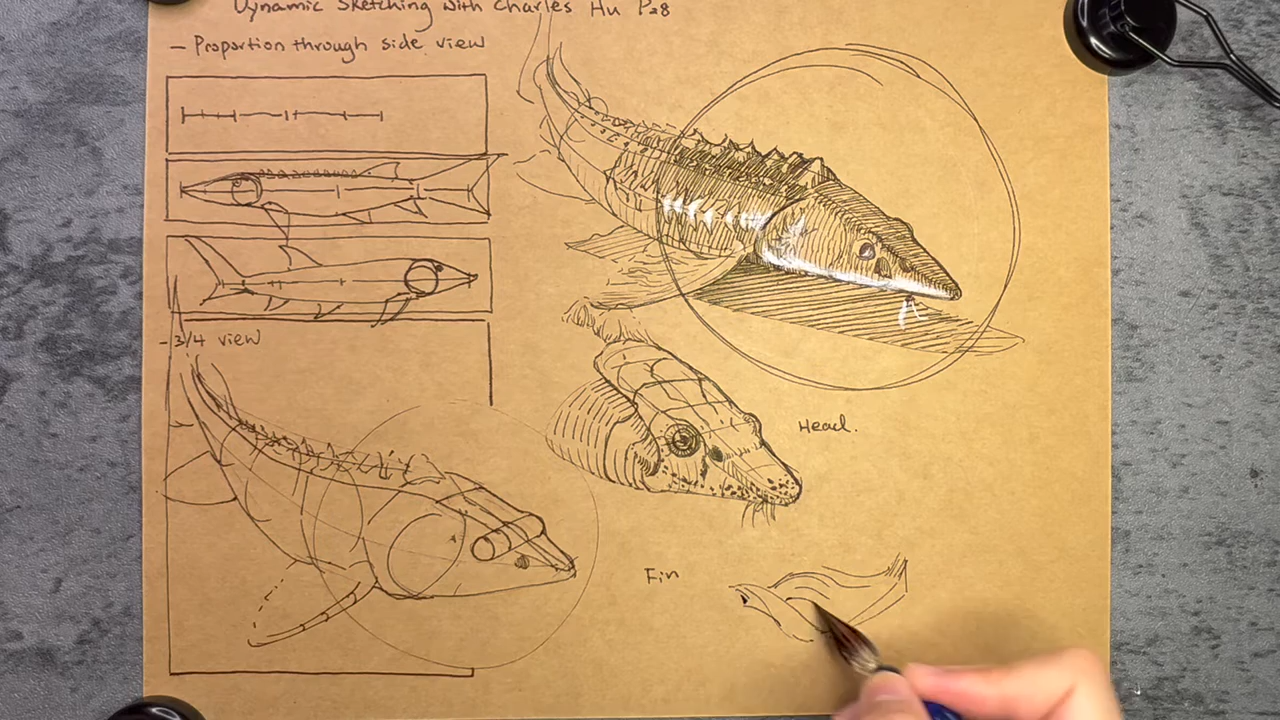 Dynamic Sketching with Charles Hu P28
- Proportion through side view
- 3/4 view
Head.
Fin